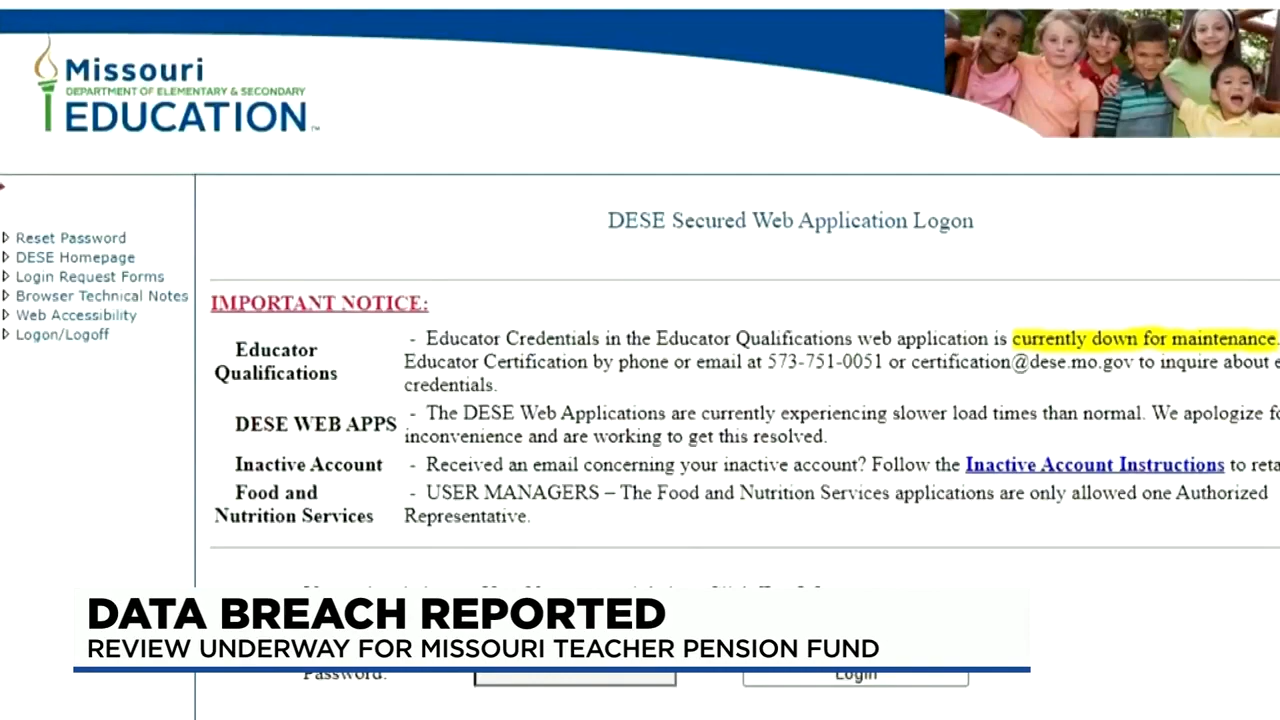 Missouri
DEPARTMENT OF ELEMENTARY & SECONDARY
EDUCATION™
Reset Password
DESE Homepage
Login Request Forms
Browser Technical Notes
Web Accessibility
Logon/Logoff
DESE Secured Web Application Logon
IMPORTANT NOTICE:
Educator Qualifications
- Educator Credentials in the Educator Qualifications web application is currently down for maintenance.
Educator Certification by phone or email at 573-751-0051 or certification@dese.mo.gov to inquire about
credentials.
DESE WEB APPS
- The DESE Web Applications are currently experiencing slower load times than normal. We apologize
inconvenience and are working to get this resolved.
Inactive Account
- Received an email concerning your inactive account? Follow the Inactive Account Instructions to
Food and
Nutrition Services
- USER MANAGERS – The Food and Nutrition Services applications are only allowed one Authorized
Representative.
DATA BREACH REPORTED
REVIEW UNDERWAY FOR MISSOURI TEACHER PENSION FUND
Password:
Login